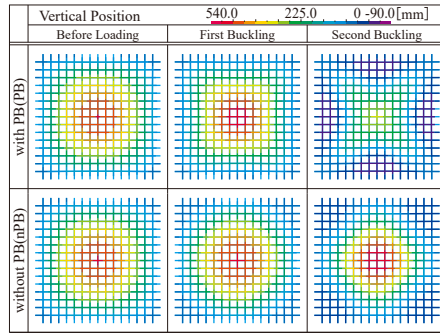 Vertical Position
540.0 225.0 0 -90.0[mm]
Before Loading First Buckling Second Buckling
with PB(PB)
without PB(nPB)